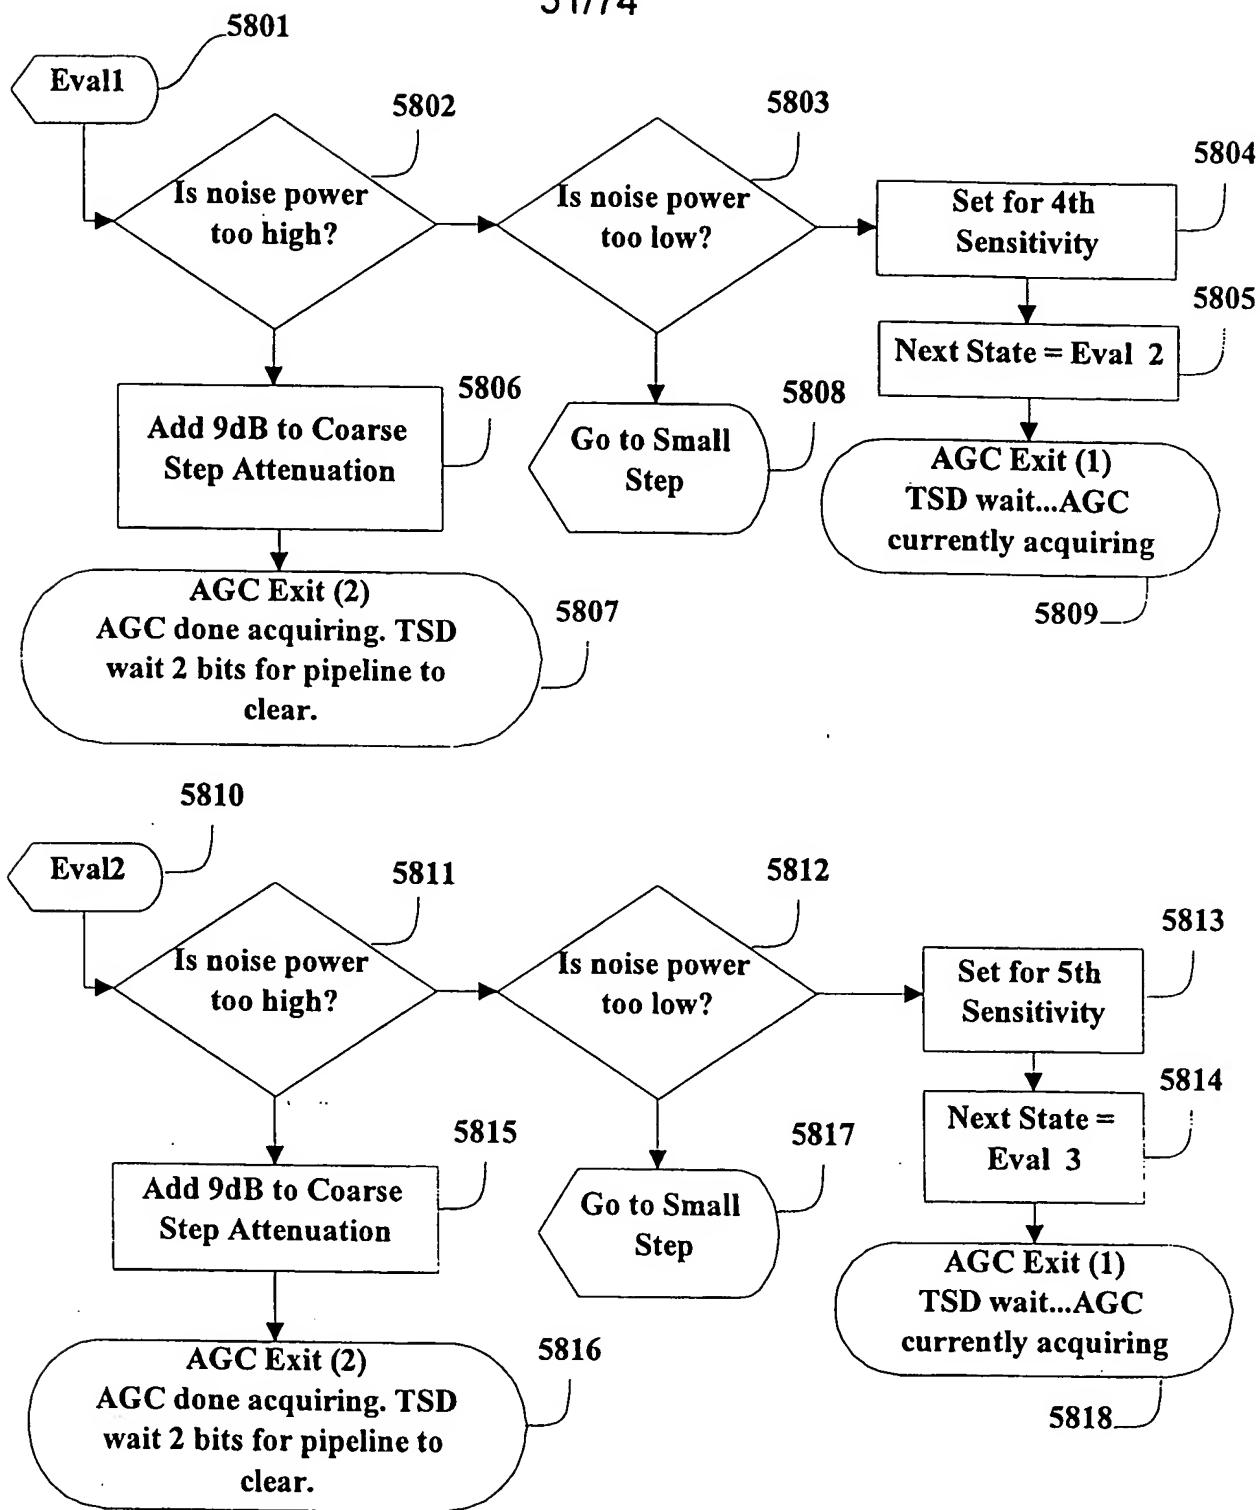 51/74
5801
Eval1
5802
Is noise power
too high?
5803
Is noise power
too low?
5804
Set for 4th
Sensitivity
5805
Next State = Eval 2
5806
Add 9dB to Coarse
Step Attenuation
5808
Go to Small
Step
AGC Exit (1)
TSD wait...AGC
currently acquiring
5809
AGC Exit (2)
AGC done acquiring. TSD
wait 2 bits for pipeline to
clear.
5807
5810
Eval2
5811
Is noise power
too high?
5812
Is noise power
too low?
5813
Set for 5th
Sensitivity
5814
Next State =
Eval 3
5815
Add 9dB to Coarse
Step Attenuation
5817
Go to Small
Step
AGC Exit (1)
TSD wait...AGC
currently acquiring
5818
AGC Exit (2)
AGC done acquiring. TSD
wait 2 bits for pipeline to
clear.
5816